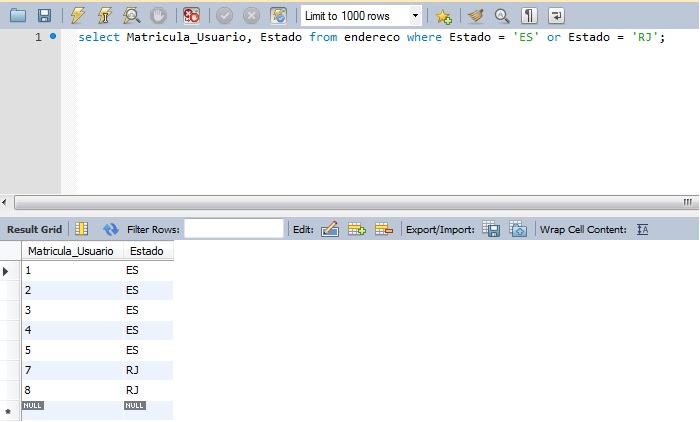 Limit to 1000 rows
1 select Matricula_Usuario, Estado from endereco where Estado = 'ES' or Estado = 'RJ';
Result Grid Filter Rows: Edit: Export/Import: Wrap Cell Content: IA
Matricula_Usuario Estado
1 ES
2 ES
3 ES
4 ES
5 ES
7 RJ
8 RJ
NULL NULL